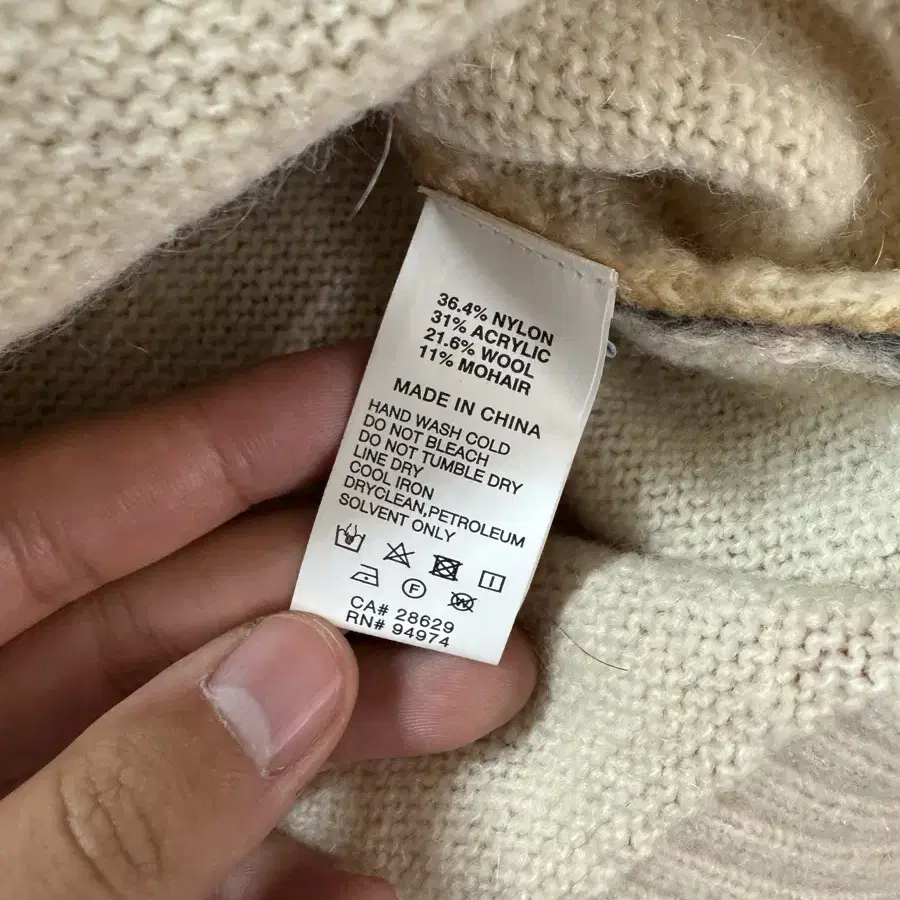 36.4% NYLON
31% ACRYLIC
21.6% WOOL
11% MOHAIR
MADE IN CHINA
HAND WASH COLD
DO NOT BLEACH
DO NOT TUMBLE DRY
LINE DRY
COOL IRON
DRYCLEAN,PETROLEUM
SOLVENT ONLY
F W
CA# 28629
RN# 94974